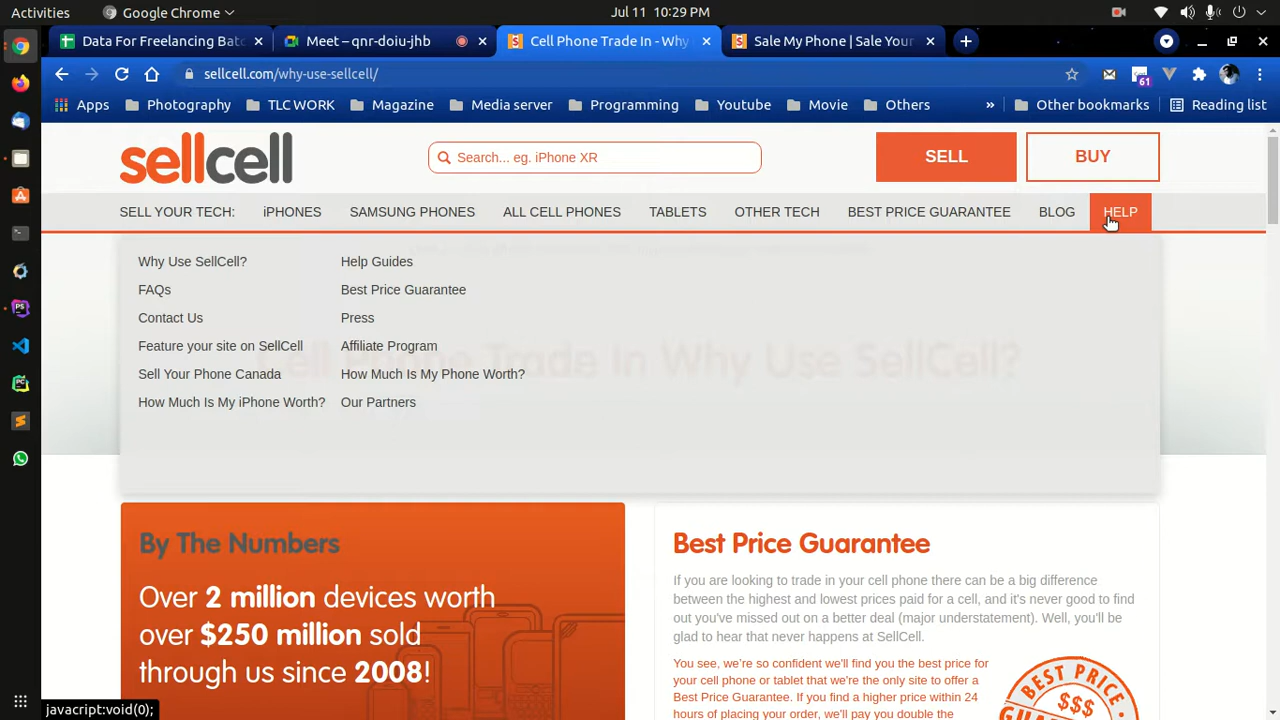 Activities
Google Chrome
Jul 11 10:29 PM
Data For Freelancing Batc
Meet – qnr-doiu-jhb
Cell Phone Trade In - Why
Sale My Phone | Sale Your
sellcell.com/why-use-sellcell/
61
Apps
Photography
TLC WORK
Magazine
Media server
Programming
Youtube
Movie
Others
»
Other bookmarks
Reading list
sellcell
Search... eg. iPhone XR
SELL
BUY
SELL YOUR TECH:
iPHONES
SAMSUNG PHONES
ALL CELL PHONES
TABLETS
OTHER TECH
BEST PRICE GUARANTEE
BLOG
HELP
Why Use SellCell?
Help Guides
FAQs
Best Price Guarantee
Contact Us
Press
Feature your site on SellCell
Affiliate Program
Cell Phone Trade In Why Use SellCell?
Sell Your Phone Canada
How Much Is My Phone Worth?
How Much Is My iPhone Worth?
Our Partners
By The Numbers
Over 2 million devices worth
over $250 million sold
through us since 2008!
Best Price Guarantee
If you are looking to trade in your cell phone there can be a big difference
between the highest and lowest prices paid for a cell, and it's never good to find
out you've missed out on a better deal (major understatement). Well, you'll be
glad to hear that never happens at SellCell.
You see, we're so confident we'll find you the best price for
your cell phone or tablet that we're the only site to offer a
Best Price Guarantee. If you find a higher price within 24
hours of placing your order, we'll pay you double the
BEST PRICE
$$$
javacript:void(0);